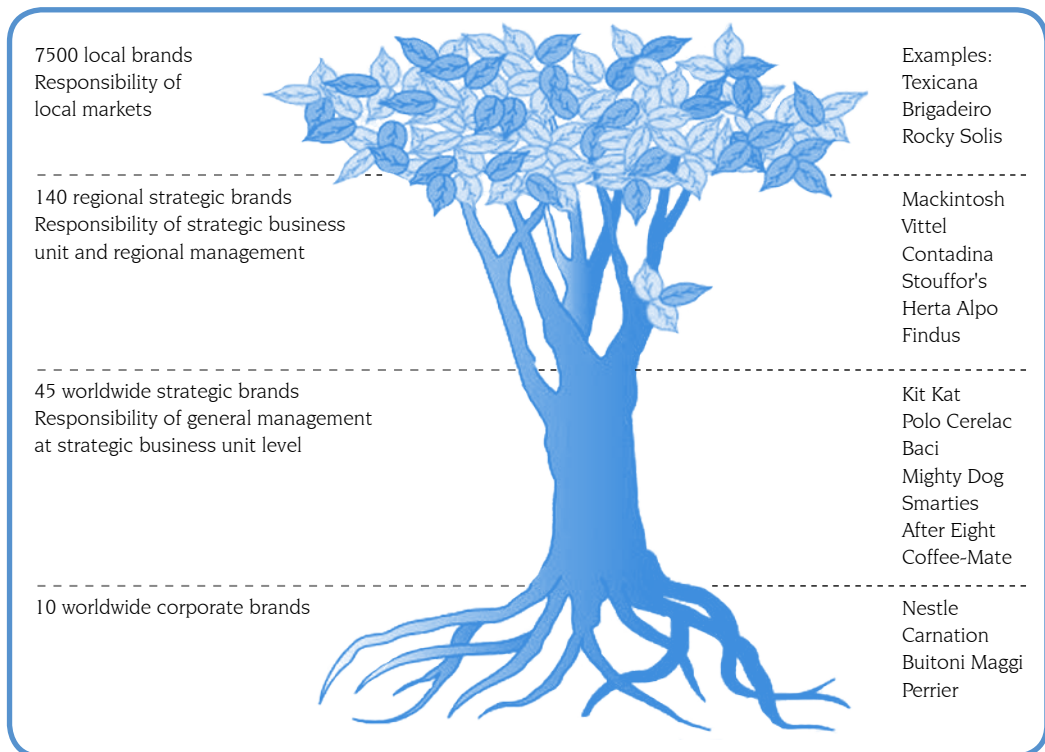 7500 local brands
Responsibility of
local markets
Examples:
Texicana
Brigadeiro
Rocky Solis
140 regional strategic brands
Responsibility of strategic business
unit and regional management
Mackintosh
Vittel
Contadina
Stouffor's
Herta Alpo
Findus
45 worldwide strategic brands
Responsibility of general management
at strategic business unit level
Kit Kat
Polo Cerelac
Baci
Mighty Dog
Smarties
After Eight
Coffee-Mate
10 worldwide corporate brands
Nestle
Carnation
Buitoni Maggi
Perrier